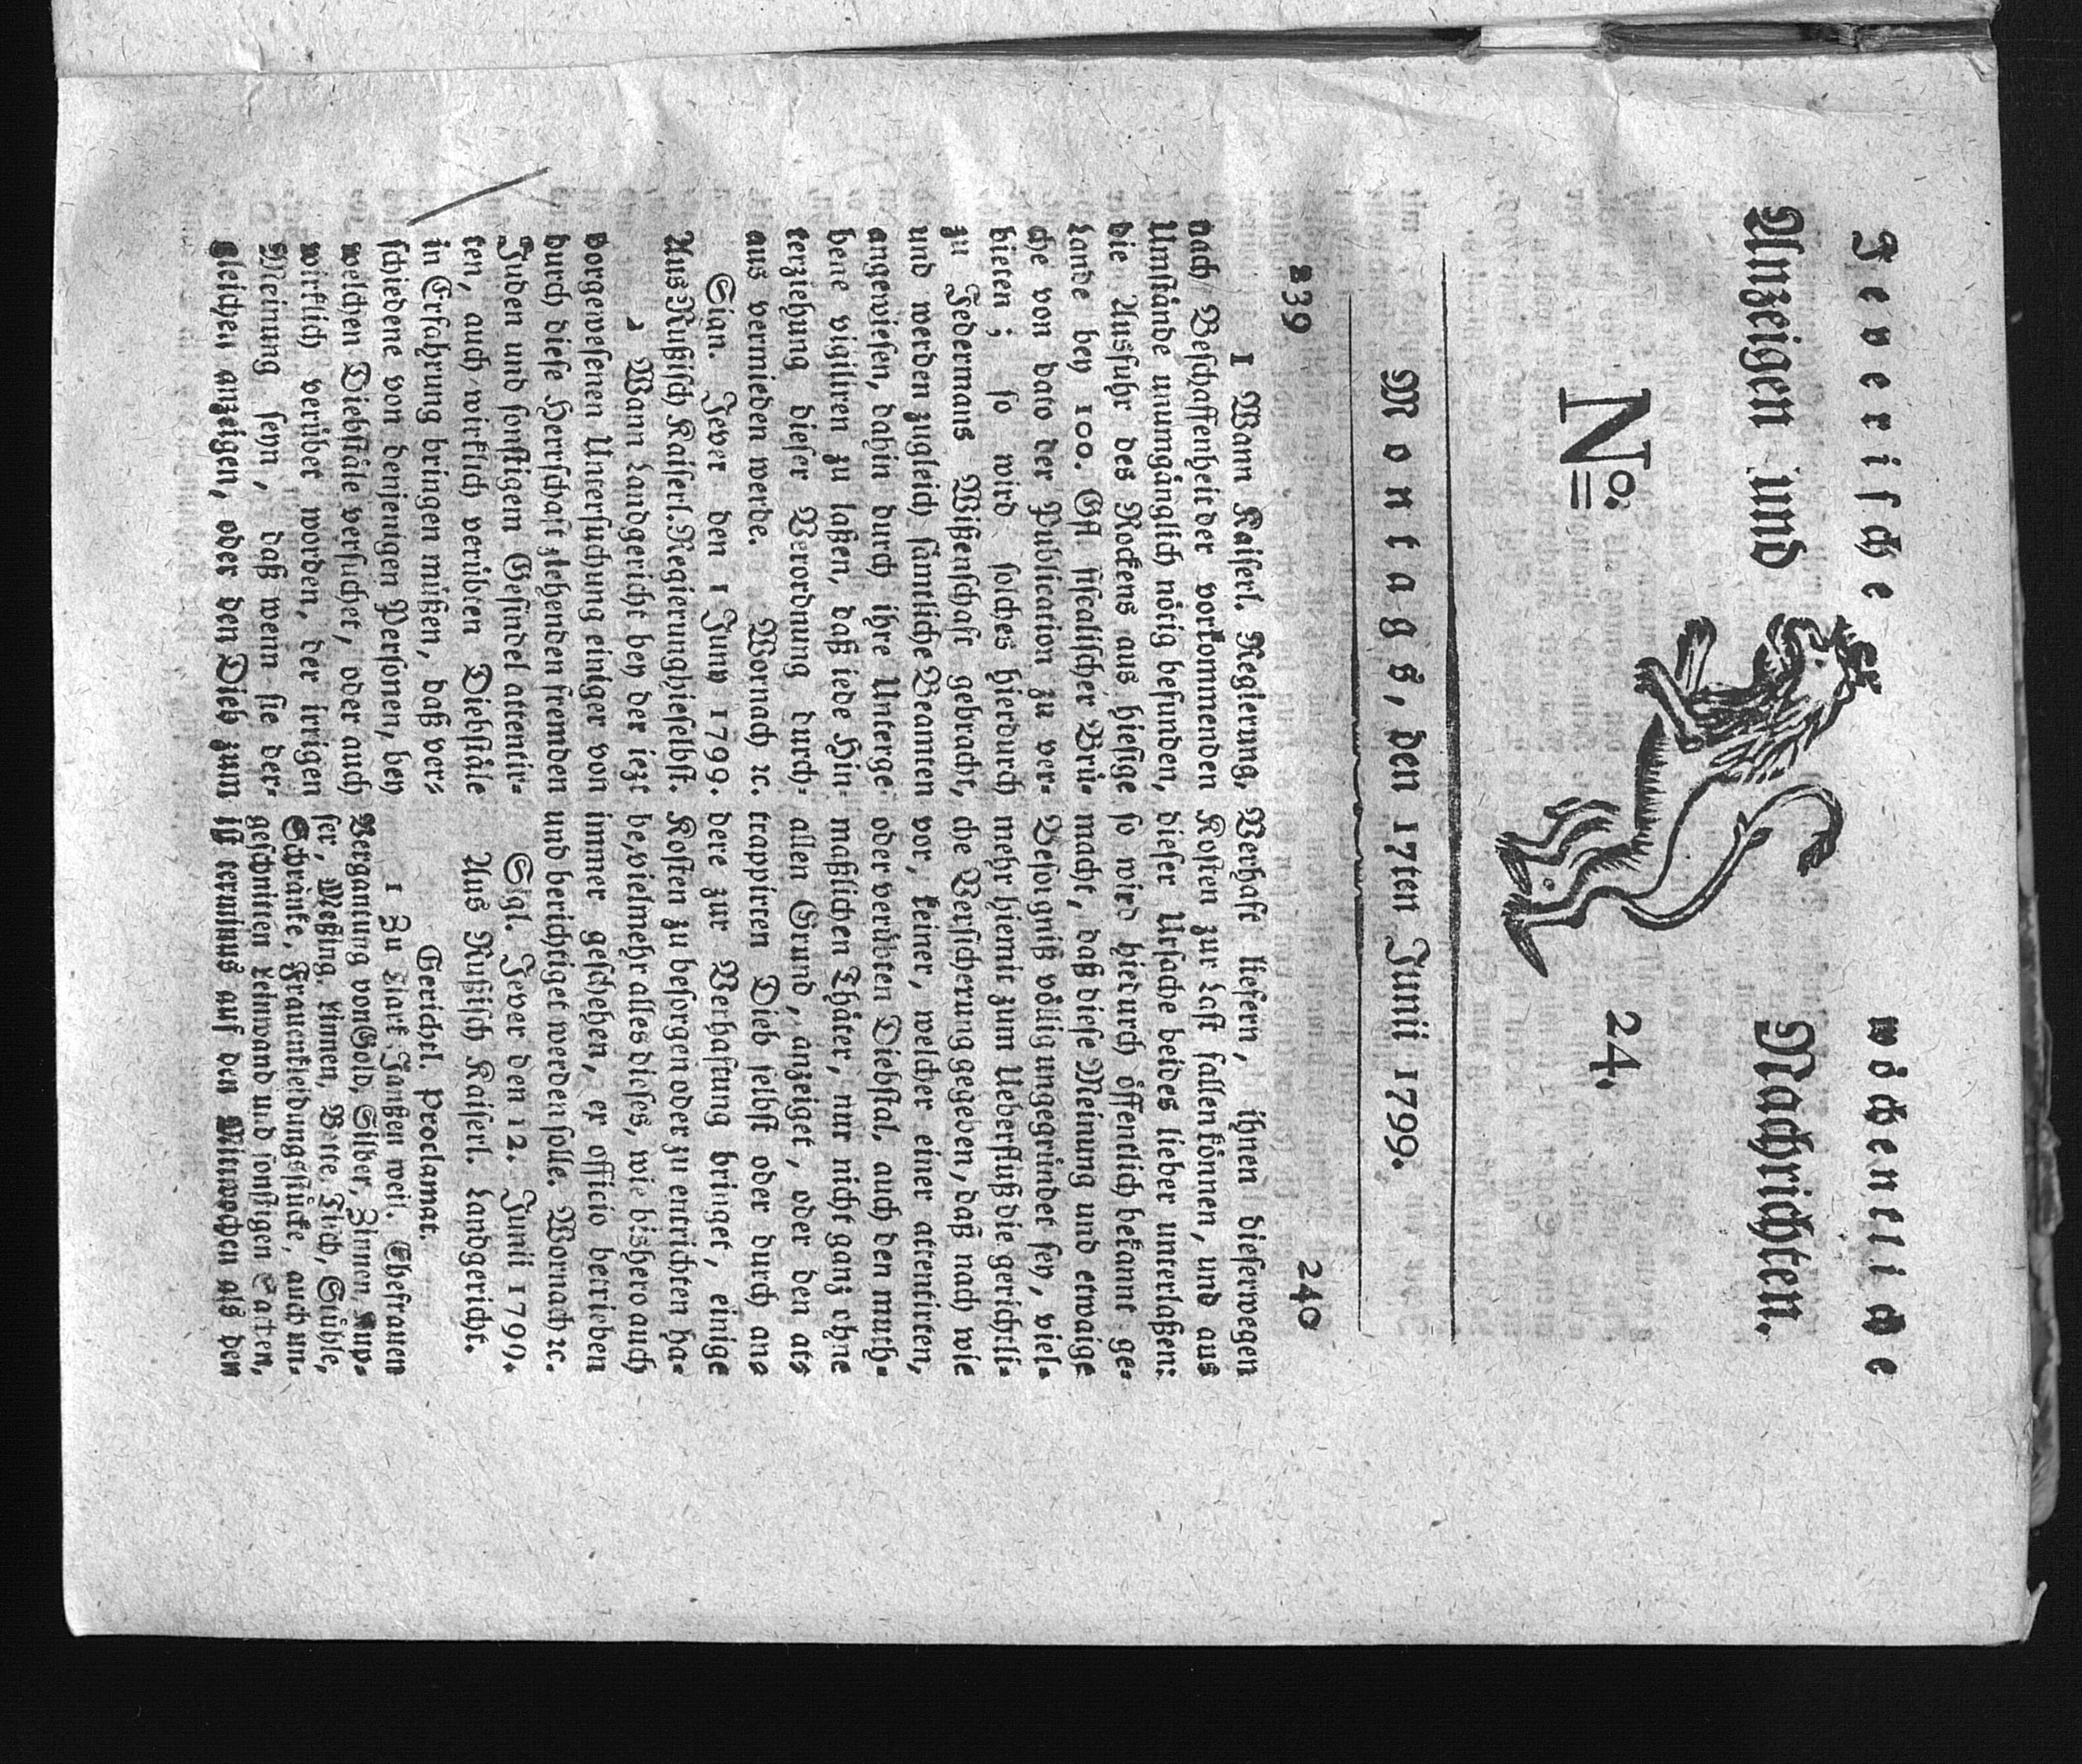 Jeverische wöchentliche
Anzeigen und Nachrichten.
No. 24.
Montags, den 17ten Junii 1799.
239
1 Wann Kaiserl. Regierung,
nach Beschaffenheit der vorkommenden
Umstände unumgänglich nötig befunden,
die Ausfuhr des Rockens aus hiesige
Lande bey 100. Gfl fiscalischer Brü-
che von dato der Publication zu ver-
bieten; so wird solches hierdurch
zu Jedermans Wißenschaft gebracht,
und werden zugleich sämtliche Beamten
angewiesen, dahin durch ihre Unterge
bene vigiliren zu laßen, daß iede Hin-
terziehung dieser Verordnung durch-
aus vermieden werde. Wornach ꝛc.
Sign. Jever den 1 Juny 1799.
Aus Rußisch Kaiserl. Regierung hieselbst.
2 Wann Landgericht bey der iezt
vorgewesenen Untersuchung einiger von
durch diese Herrschaft ziehenden fremden
Juden und sonstigem Gesindel attentir-
ten, auch wirklich verübten Diebstäle
in Erfahrung bringen müßen, daß ver-
schiedene von denjenigen Personen, bey
welchen Diebstäle versuchet, oder auch
wirklich verübet worden, der irrigen
Meinung seyn, daß wenn sie der-
gleichen anzeigen, oder den Dieb zum
240
Verhaft liefern, ihnen dieserwegen
Kosten zur Last fallen können, und aus
dieser Ursache beides lieber unterlaßen:
so wird hiedurch öffentlich bekannt ge-
macht, daß diese Meinung und etwaige
Besorgniß völlig ungegründet sey, viel-
mehr hiemit zum Ueberfluß die gerichtli-
che Versicherung gegeben, daß nach wie
vor, keiner, welcher einer attentirten,
oder verübten Diebstal, auch den muth-
maßlichen Thäter, nur nicht ganz ohne
allen Grund, anzeiget, oder den at-
trappirten Dieb selbst oder durch an-
dere zur Verhaftung bringet, einige
Kosten zu besorgen oder zu entrichten ha-
be, vielmehr alles dieses, wie bishero auch
immer geschehen, ex officio betrieben
und berichtiget werden solle. Wornach ꝛc.
Sigl. Jever den 12. Junii 1799.
Aus Rußisch Kaiserl. Landgericht.
Gerichtl. Proclamat.
1 Zu Tiark Janßen weil. Ehefrauen
Vergantung von Gold, Silber, Zinnen, Kup-
fer, Meßing, Linnen, Bette, Tisch, Stühle,
Schränke, Frauenkleidungsstücke, auch un-
geschnitten Leinwand und sonstigen Sachen,
ist terminus auf den Mitwochen als den